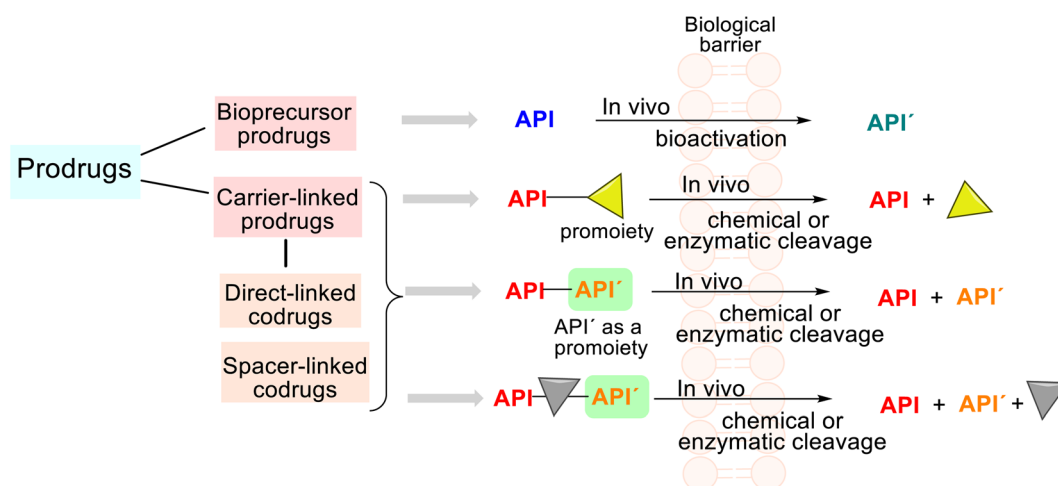 Biological
barrier
Prodrugs
Bioprecursor
prodrugs
API
In vivo
bioactivation
API´
Carrier-linked
prodrugs
API
promoiety
In vivo
chemical or
enzymatic cleavage
API +
Direct-linked
codrugs
API API´
API´ as a
promoiety
In vivo
chemical or
enzymatic cleavage
API + API´
Spacer-linked
codrugs
API API´
In vivo
chemical or
enzymatic cleavage
API + API´ +